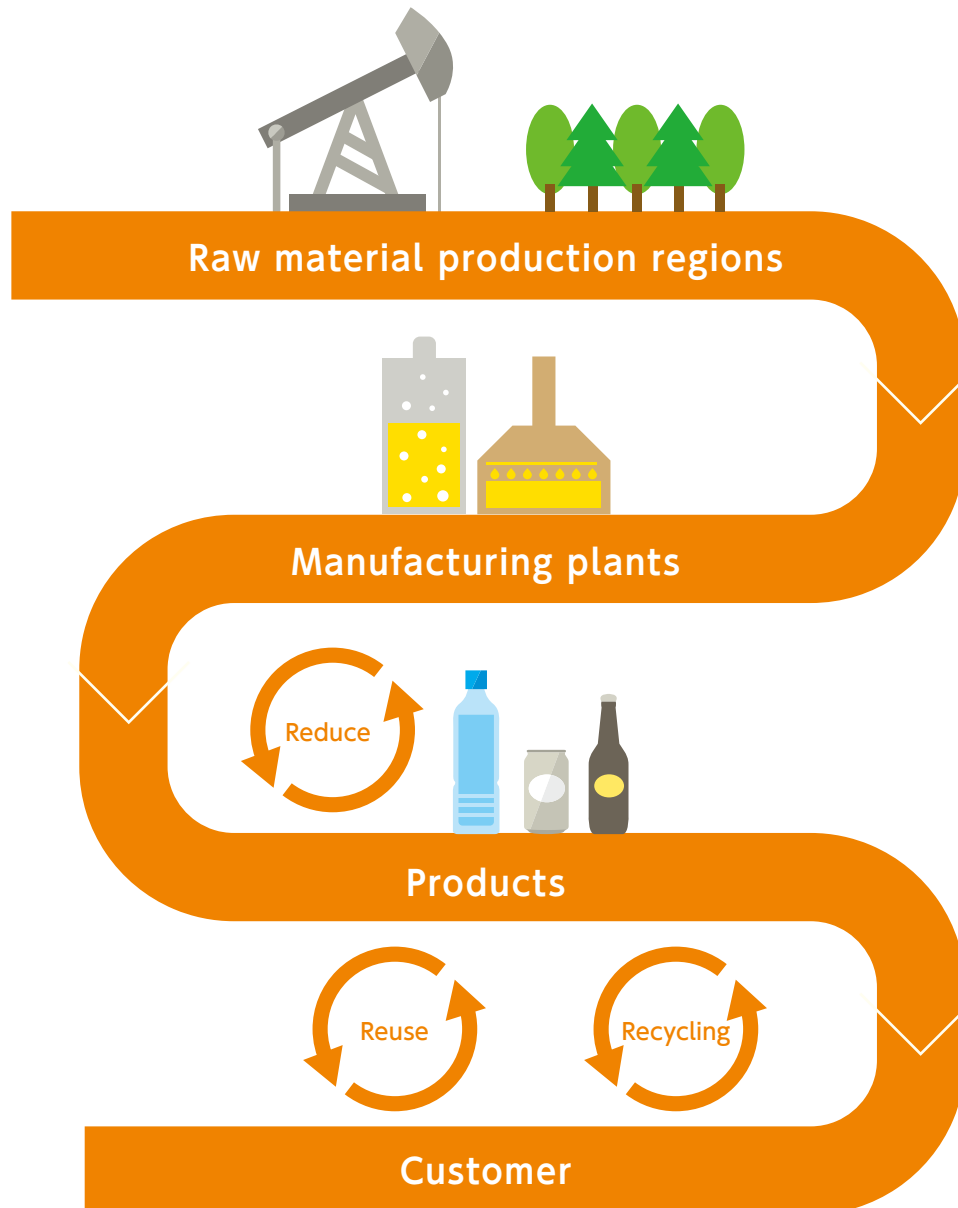 Raw material production regions
Manufacturing plants
Reduce
Products
Reuse
Recycling
Customer